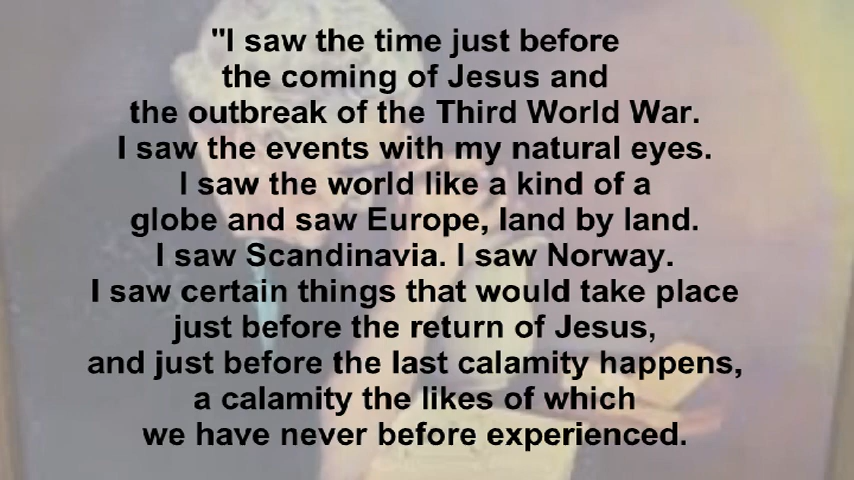 "I saw the time just before
the coming of Jesus and
the outbreak of the Third World War.
I saw the events with my natural eyes.
I saw the world like a kind of a
globe and saw Europe, land by land.
I saw Scandinavia. I saw Norway.
I saw certain things that would take place
just before the return of Jesus,
and just before the last calamity happens,
a calamity the likes of which
we have never before experienced.